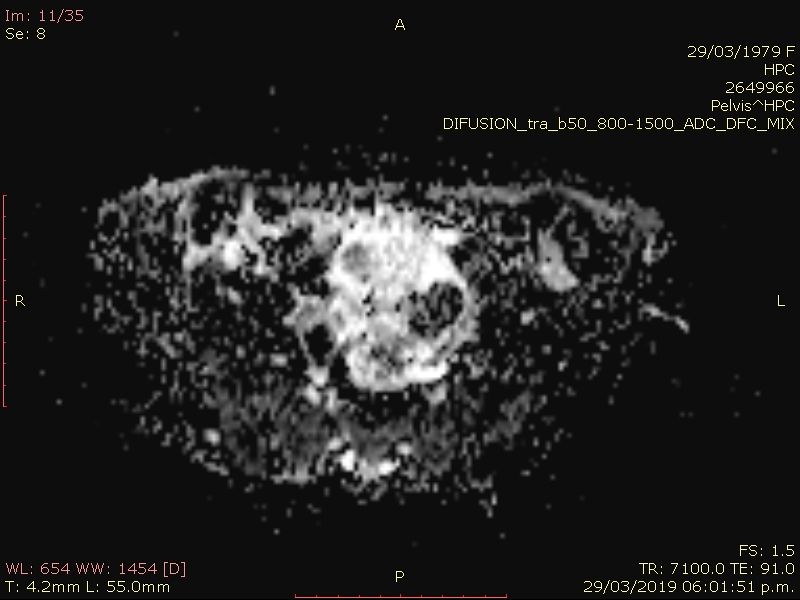 Im: 11/35
Se: 8
A
29/03/1979 F
HPC
2649966
Pelvis^HPC
DIFUSION_tra_b50_800-1500_ADC_DFC_MIX
R
L
WL: 654 WW: 1454 [D]
T: 4.2mm L: 55.0mm
P
FS: 1.5
TR: 7100.0 TE: 91.0
29/03/2019 06:01:51 p.m.